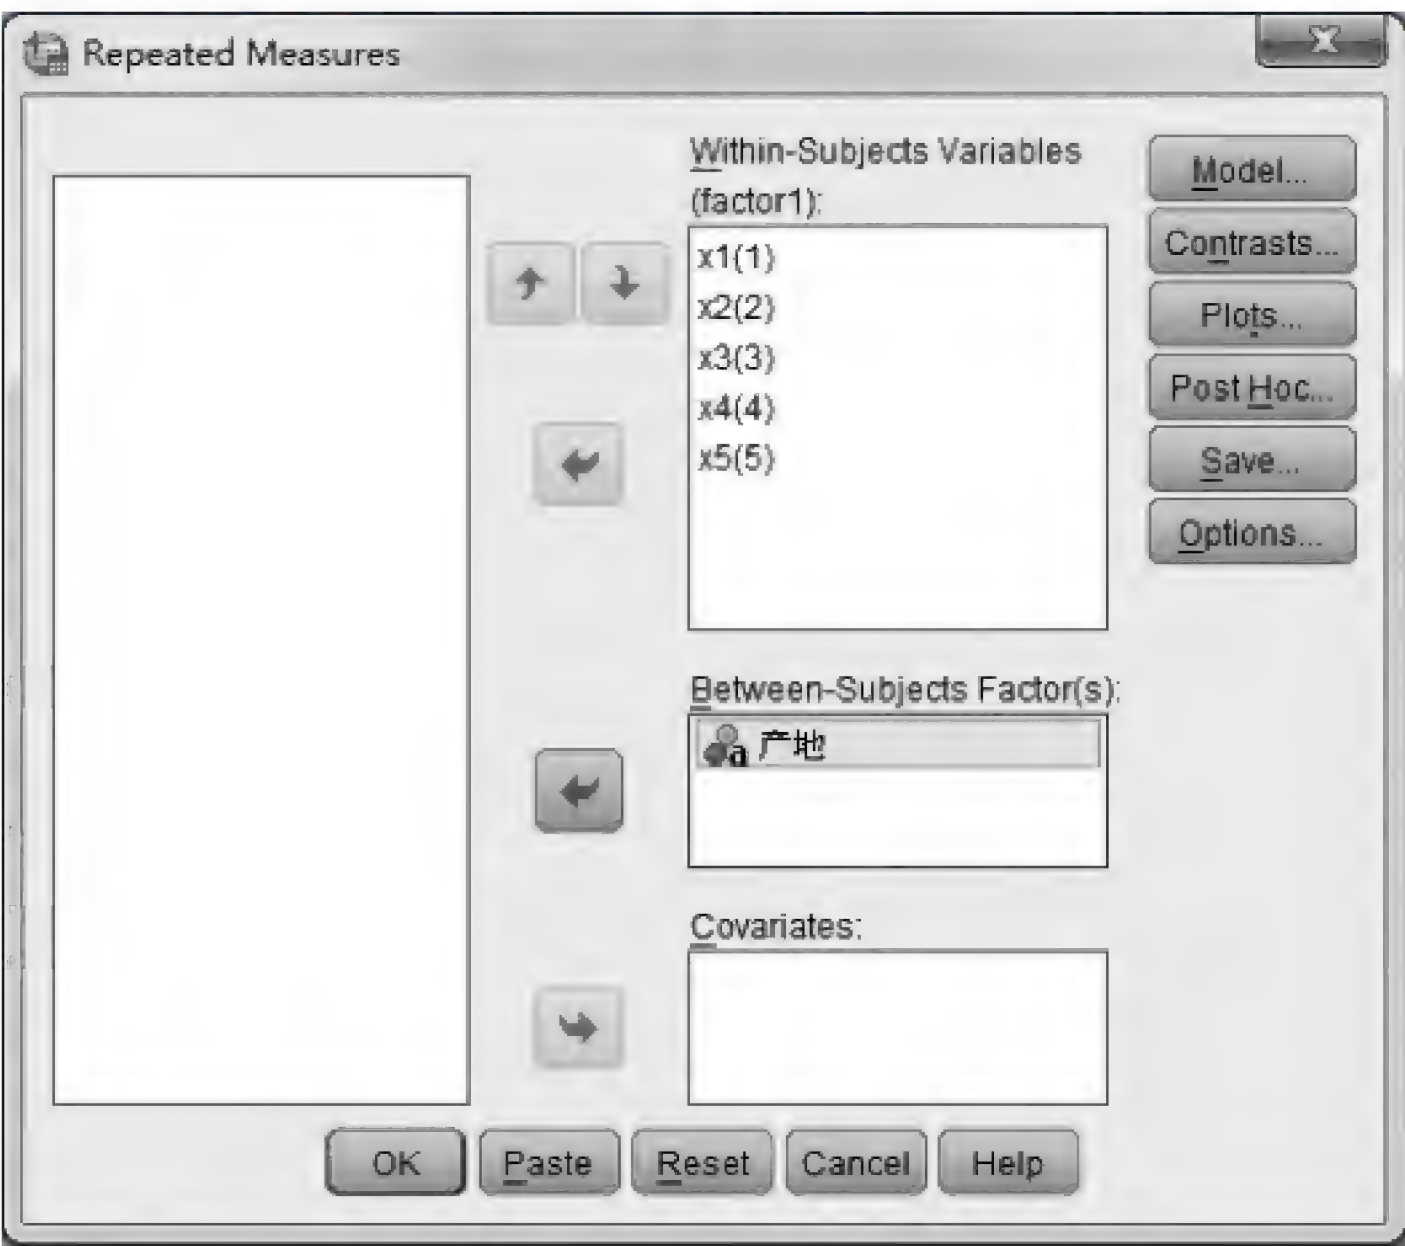 Repeated Measures
Within-Subjects Variables
(factor1):
x1(1)
x2(2)
x3(3)
x4(4)
x5(5)
Model...
Contrasts...
Plots...
Post Hoc...
Save...
Options...
Between-Subjects Factor(s):
a 产地
Covariates:
OK
Paste
Reset
Cancel
Help